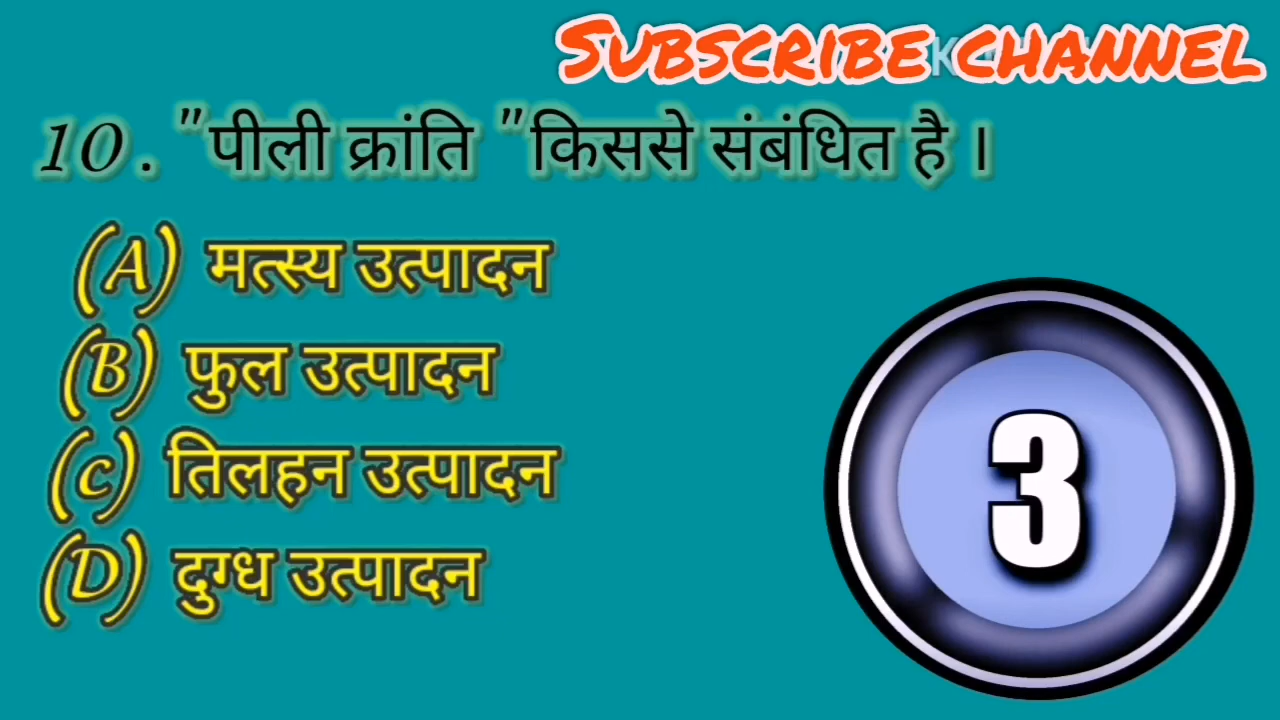 SUBSCRIBE CHANNEL
10. "पीली क्रांति "किससे संबंधित है ।
(A) मत्स्य उत्पादन
(B) फुल उत्पादन
(C) तिलहन उत्पादन
(D) दुग्ध उत्पादन
3